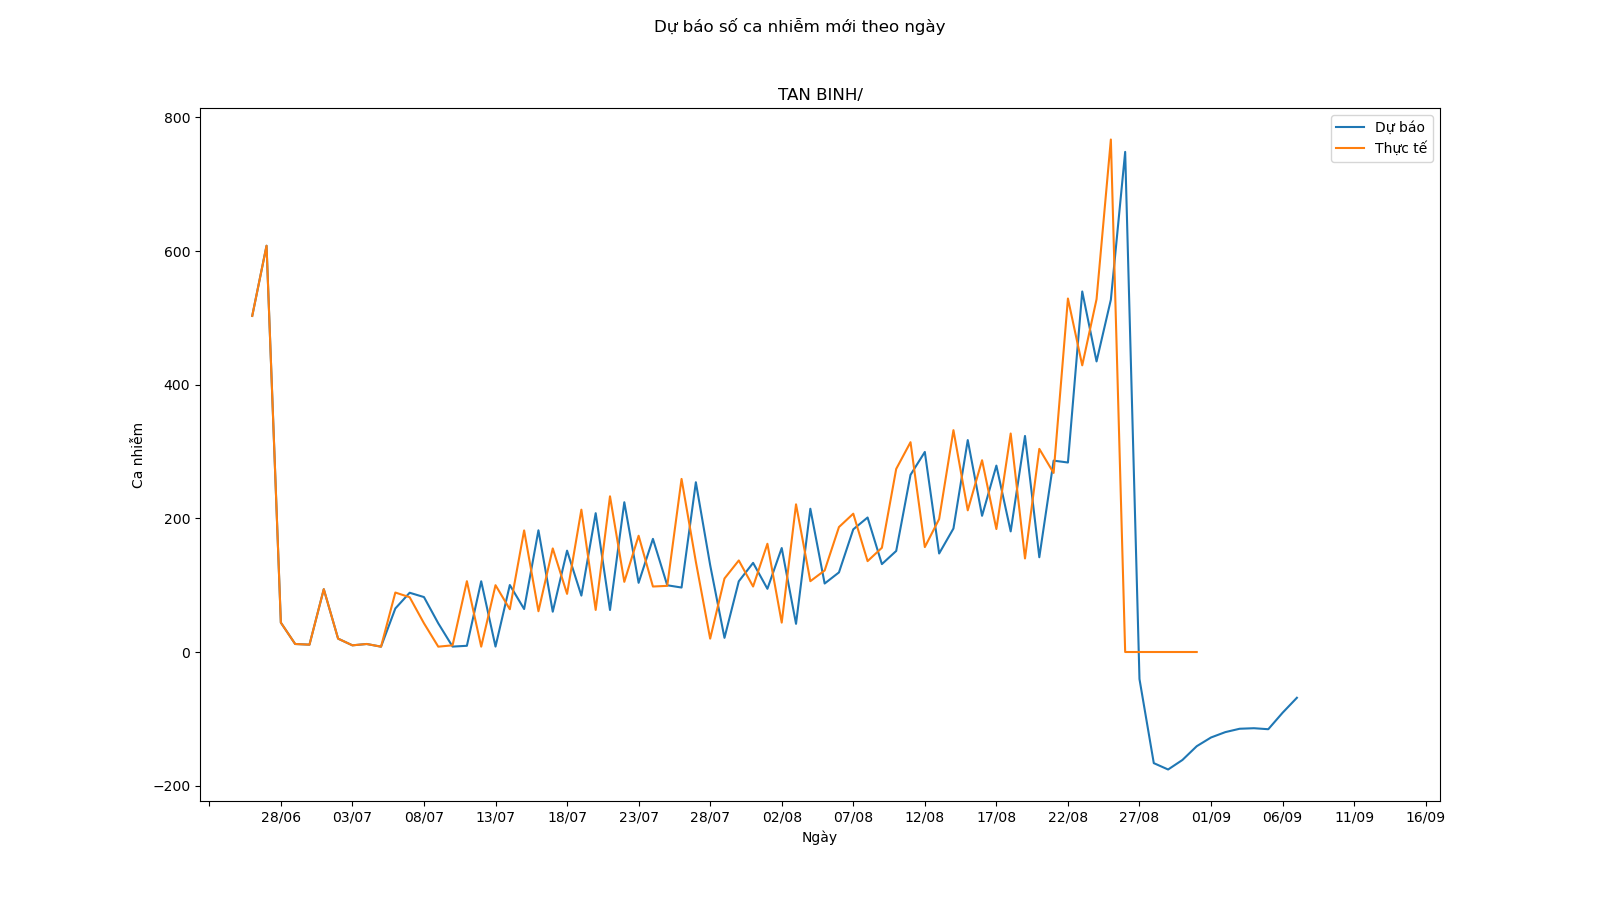 Dự báo số ca nhiễm mới theo ngày
TAN BINH/
Dự báo
Thực tế
800
600
400
200
0
−200
Ca nhiễm
28/06 03/07 08/07 13/07 18/07 23/07 28/07 02/08 07/08 12/08 17/08 22/08 27/08 01/09 06/09 11/09 16/09
Ngày